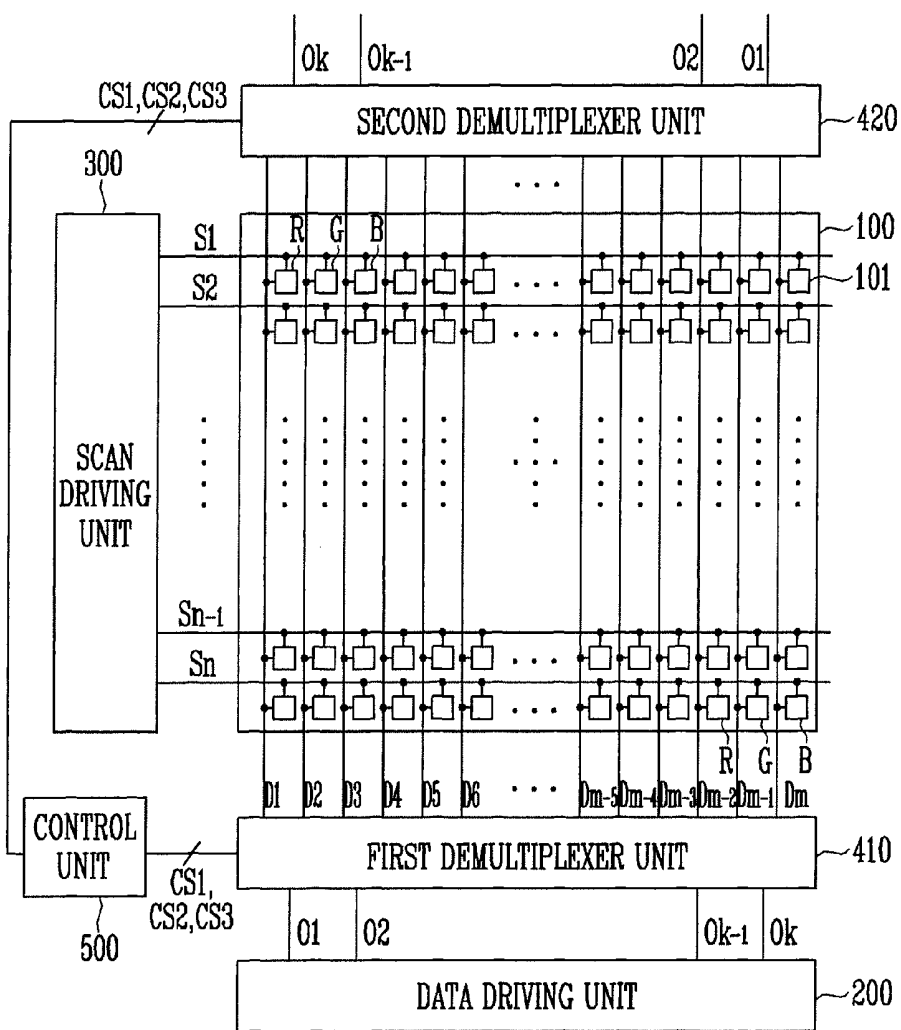 Ok Ok-1 O2 O1
CS1,CS2,CS3
SECOND DEMULTIPLEXER UNIT
420
300
100
S1
R G B
101
S2
SCAN
DRIVING
UNIT
Sn-1
Sn
R G B
D1 D2 D3 D4 D5 D6 Dm-5 Dm-4 Dm-3 Dm-2 Dm-1 Dm
CONTROL
UNIT
FIRST DEMULTIPLEXER UNIT
410
CS1,
CS2,CS3
500
O1 O2 Ok-1 Ok
DATA DRIVING UNIT
200